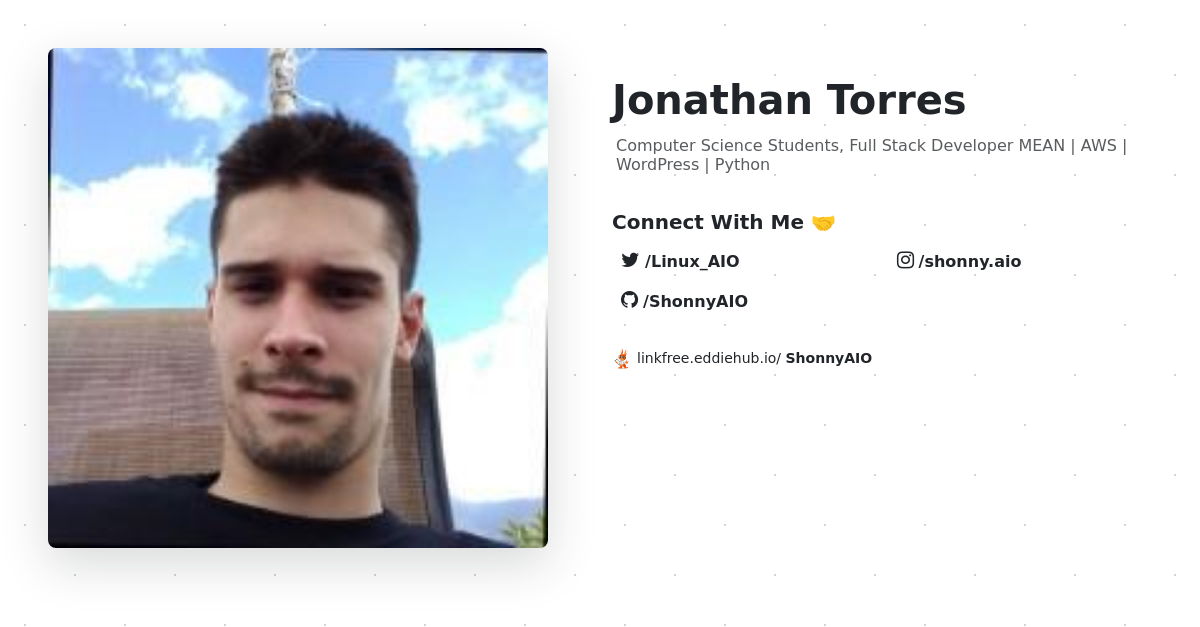 Jonathan Torres
Computer Science Students, Full Stack Developer MEAN | AWS |
WordPress | Python
Connect With Me 🤝
/Linux_AIO
/shonny.aio
/ShonnyAIO
linkfree.eddiehub.io/ ShonnyAIO